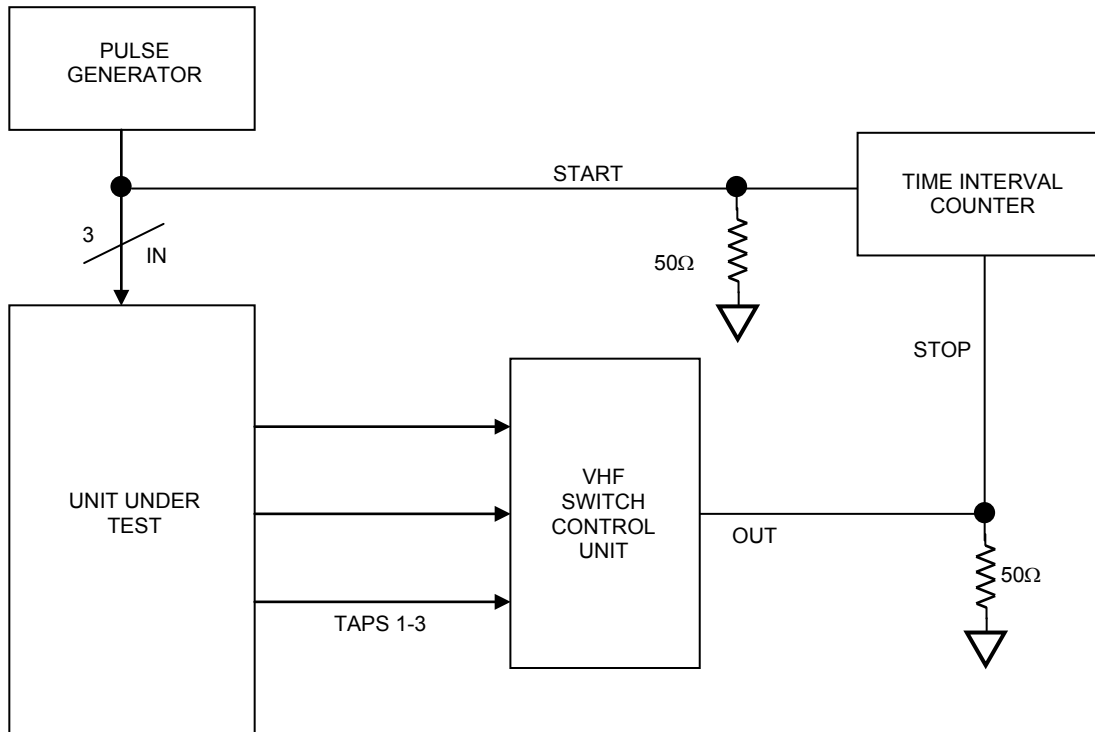 PULSE
GENERATOR
START
TIME INTERVAL
COUNTER
3
IN
50Ω
STOP
UNIT UNDER
TEST
VHF
SWITCH
CONTROL
UNIT
OUT
50Ω
TAPS 1-3